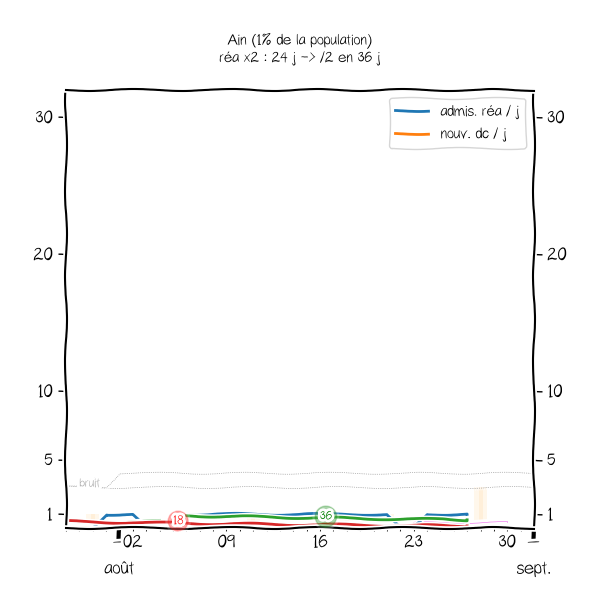 Ain (1% de la population)
réa x2 : 24 j -> /2 en 36 j
admis. réa / j
nouv. dc / j
30
30
20
20
10
10
5
5
bruit
1
1
18
36
02
09
16
23
30
août
sept.